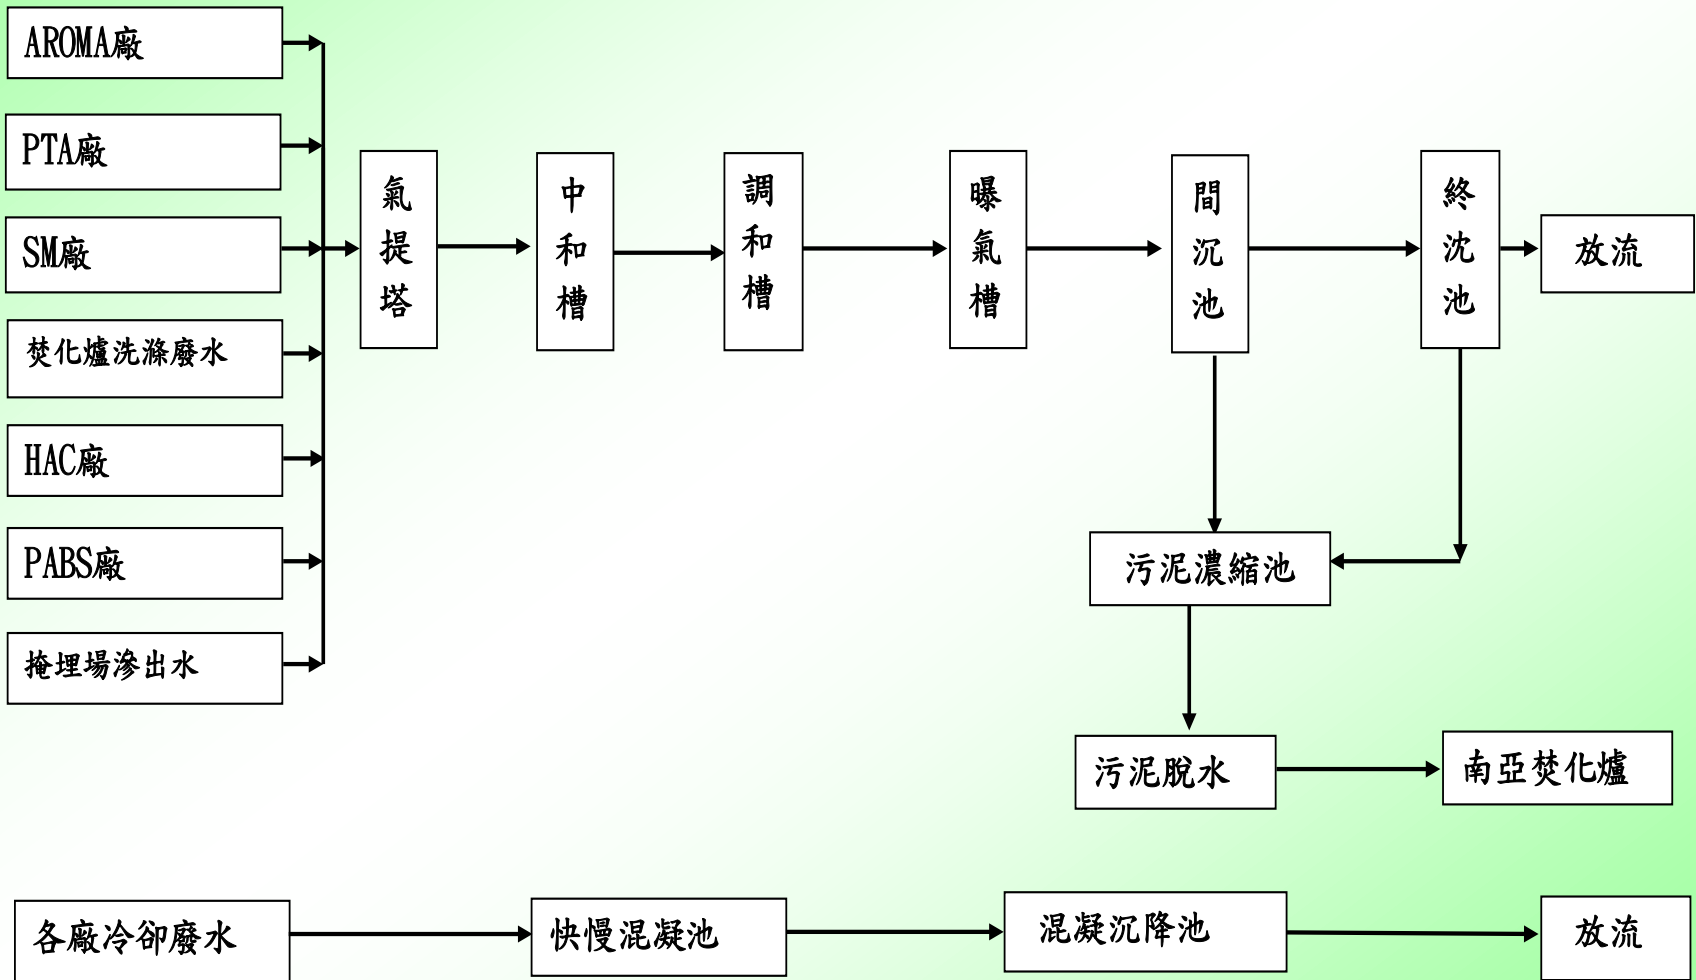 AROMA廠
PTA廠
SM廠
焚化爐洗滌廢水
HAC廠
PABS廠
掩埋場滲出水
氣提塔
中和槽
調和槽
曝氣槽
間沉池
終沈池
放流
污泥濃縮池
污泥脫水
南亞焚化爐
各廠冷卻廢水
快慢混凝池
混凝沉降池
放流